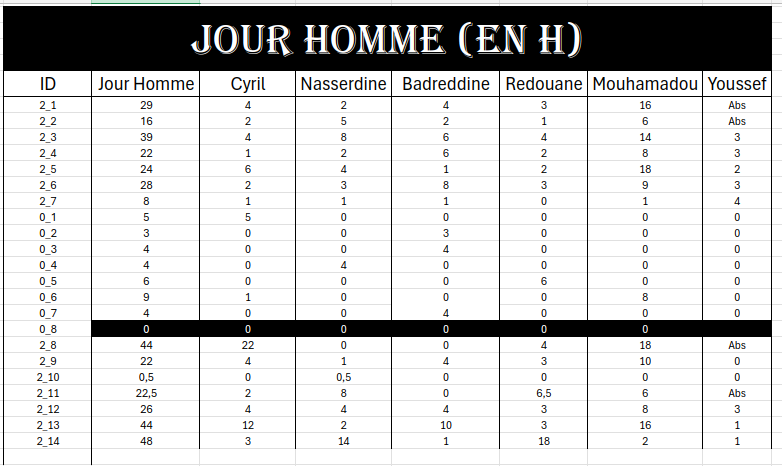 JOUR HOMME (EN H)
ID Jour Homme Cyril Nasserdine Badreddine Redouane Mouhamadou Youssef
2_1 29 4 2 4 3 16 Abs
2_2 16 2 5 2 1 6 Abs
2_3 39 4 8 6 4 14 3
2_4 22 1 2 6 2 8 3
2_5 24 6 4 1 2 18 2
2_6 28 2 3 8 3 9 3
2_7 8 1 1 1 0 1 4
0_1 5 5 0 0 0 0 0
0_2 3 0 0 3 0 0 0
0_3 4 0 0 4 0 0 0
0_4 4 0 4 0 0 0 0
0_5 6 0 0 0 6 0 0
0_6 9 1 0 0 0 8 0
0_7 4 0 0 4 0 0 0
0_8 0 0 0 0 0 0
2_8 44 22 0 0 4 18 Abs
2_9 22 4 1 4 3 10 0
2_10 0,5 0 0,5 0 0 0 0
2_11 22,5 2 8 0 6,5 6 Abs
2_12 26 4 4 4 3 8 3
2_13 44 12 2 10 3 16 1
2_14 48 3 14 1 18 2 1